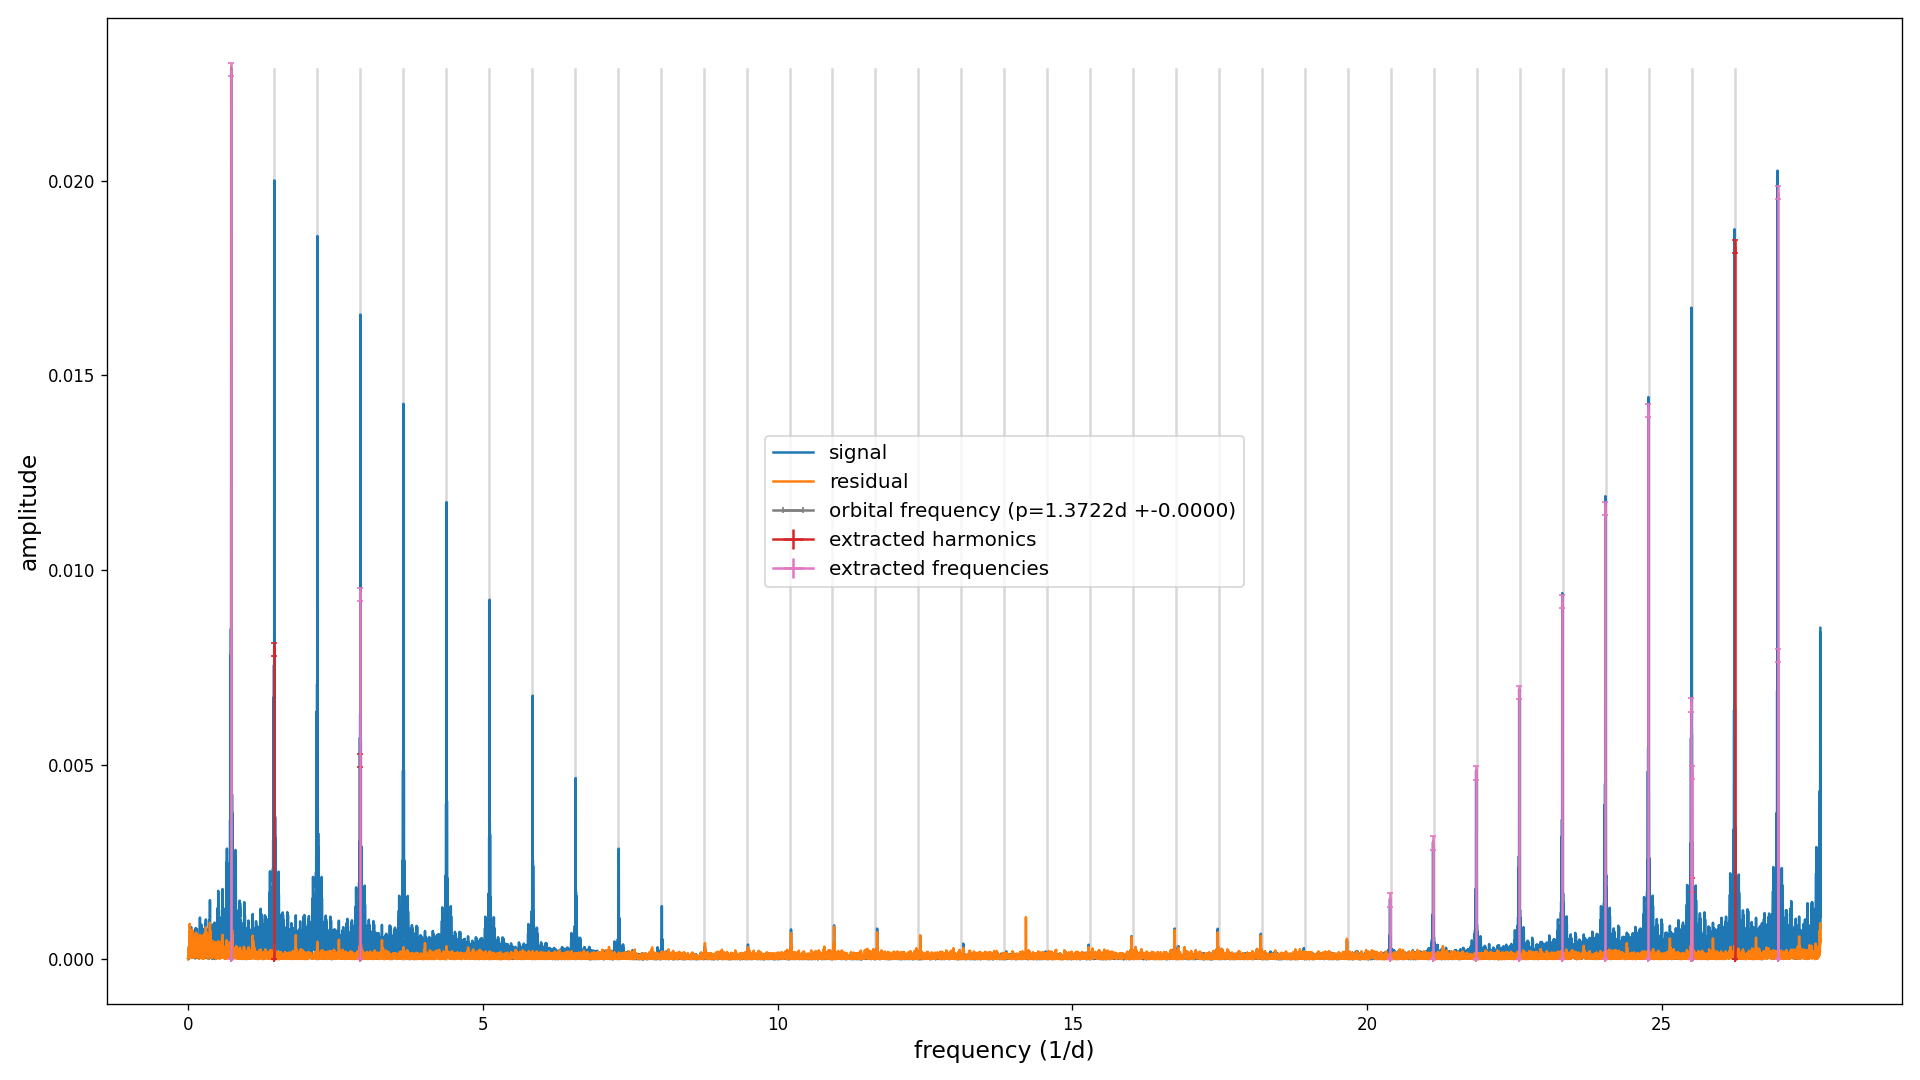 0.020
0.015
0.010
0.005
0.000
amplitude
signal
residual
orbital frequency (p=1.3722d +-0.0000)
extracted harmonics
extracted frequencies
0 5 10 15 20 25
frequency (1/d)